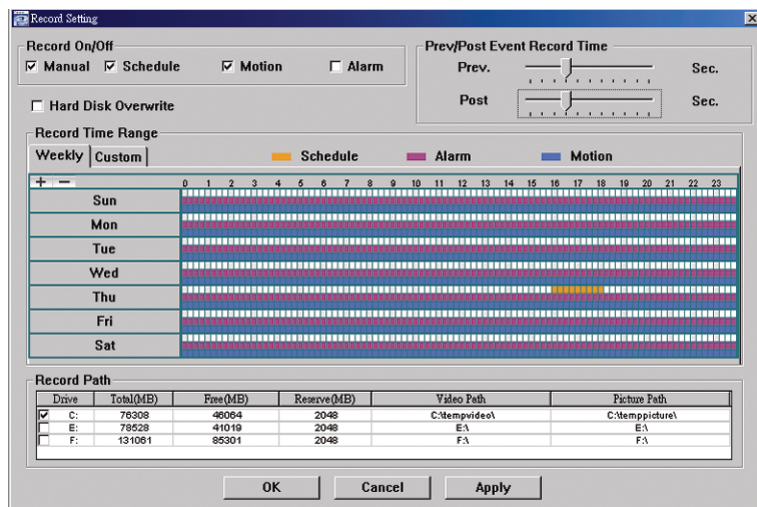 Record Setting
Record On/Off
Manual Schedule Motion Alarm
Prev/Post Event Record Time
Prev. Sec.
Post Sec.
Hard Disk Overwrite
Record Time Range
Weekly Custom Schedule Alarm Motion
+ − 0 1 2 3 4 5 6 7 8 9 10 11 12 13 14 15 16 17 18 19 20 21 22 23
Sun
Mon
Tue
Wed
Thu
Fri
Sat
Record Path
Drive Total(MB) Free(MB) Reserve(MB) Video Path Picture Path
C: 76308 46064 2048 C:\tempvideo\ C:\temppicture\
E: 78528 41019 2048 E:\ E:\
F: 131061 85301 2048 F:\ F:\
OK Cancel Apply